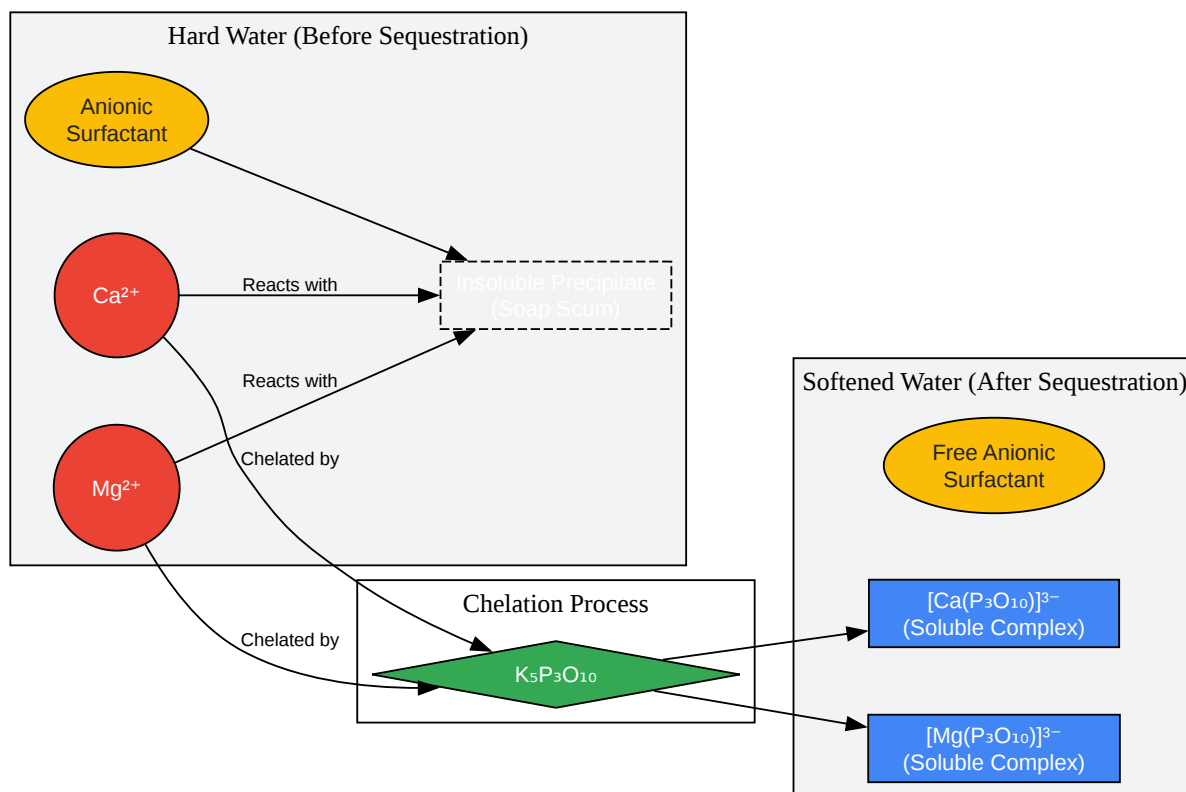 Hard Water (Before Sequestration)
Anionic
Surfactant
Ca²⁺
Reacts with
Insoluble Precipitate
(Soap Scum)
Reacts with
Chelated by
Mg²⁺
Chelated by
Chelation Process
K₅P₃O₁₀
Softened Water (After Sequestration)
Free Anionic
Surfactant
[Ca(P₃O₁₀)]³⁻
(Soluble Complex)
[Mg(P₃O₁₀)]³⁻
(Soluble Complex)